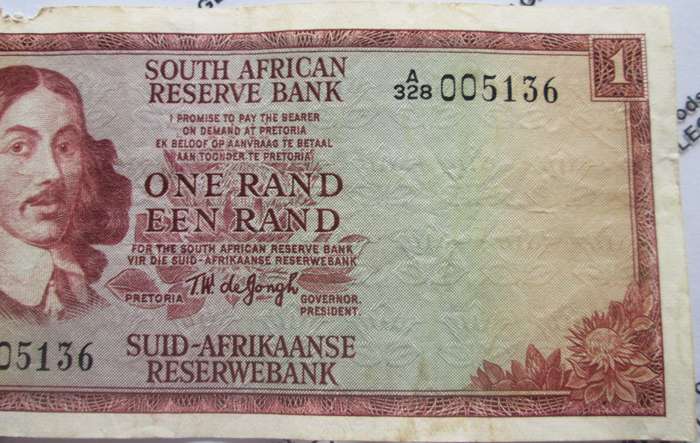 SOUTH AFRICAN
RESERVE BANK
A/328 005136
1
I PROMISE TO PAY THE BEARER
ON DEMAND AT PRETORIA
EK BELOOF OP AANVRAAG TE BETAAL
AAN TOONDER TE PRETORIA
ONE RAND
EEN RAND
FOR THE SOUTH AFRICAN RESERVE BANK
VIR DIE SUID-AFRIKAANSE RESERWEBANK
T.W. de Jongh
PRETORIA
GOVERNOR.
PRESIDENT.
05136
SUID-AFRIKAANSE
RESERWEBANK